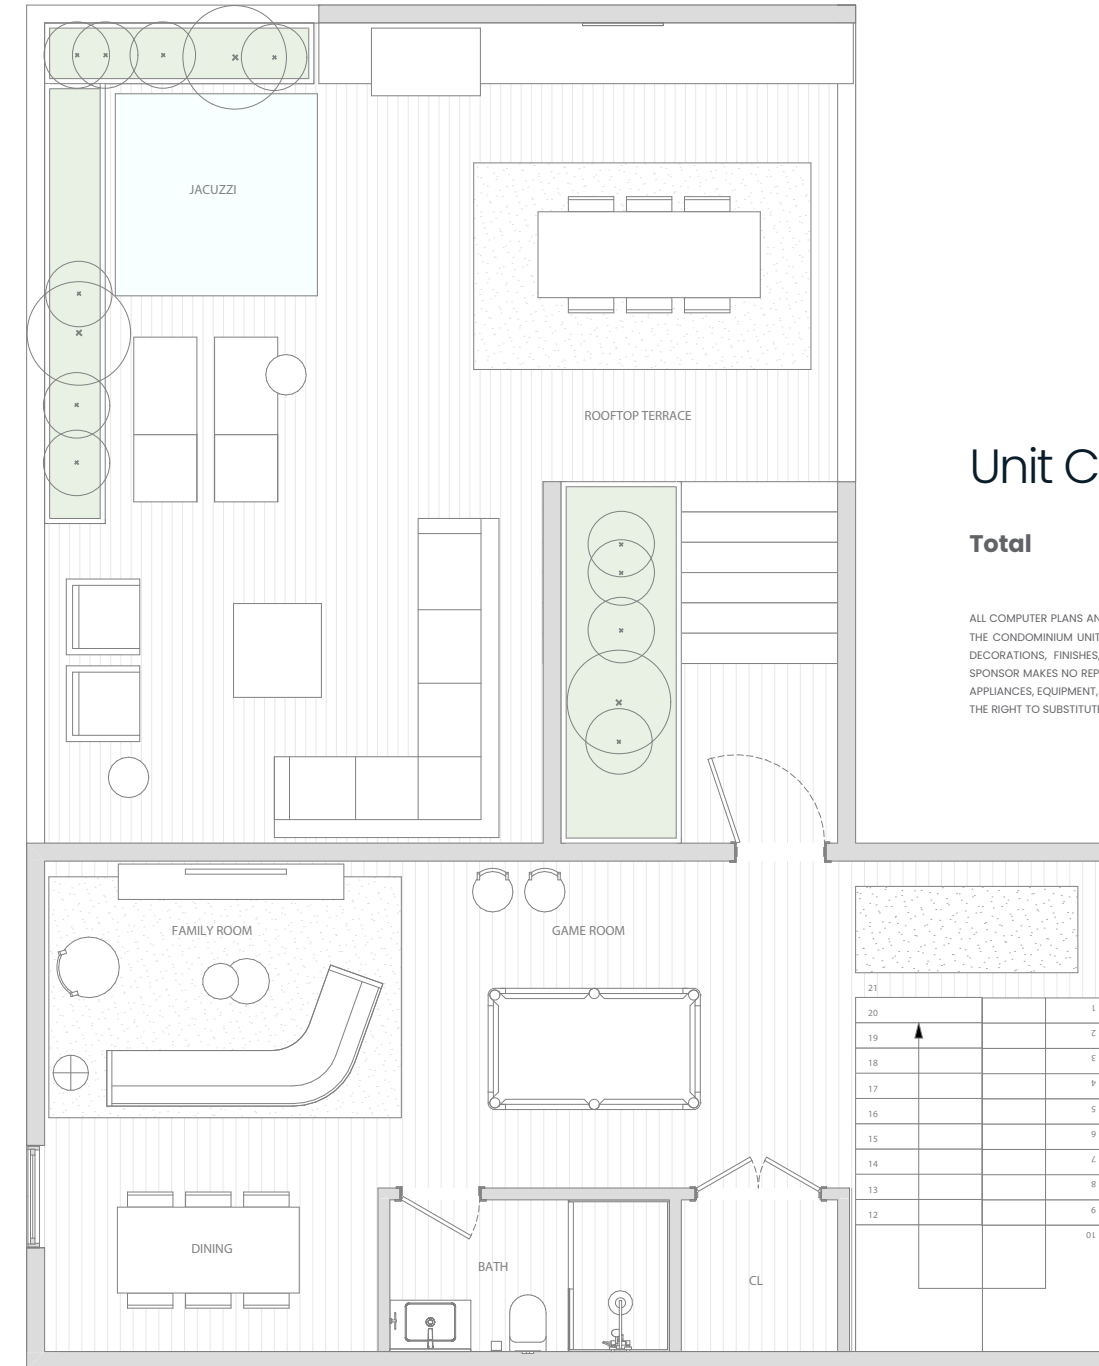 JACUZZI
ROOFTOP TERRACE
Unit C
Total
ALL COMPUTER PLANS AN
THE CONDOMINIUM UNIT
DECORATIONS, FINISHES,
SPONSOR MAKES NO REP
APPLIANCES, EQUIPMENT,
THE RIGHT TO SUBSTITUTE
FAMILY ROOM
GAME ROOM
21
20
19
18
17
16
15
14
13
12
1
2
3
4
5
6
7
8
9
10
DINING
BATH
CL